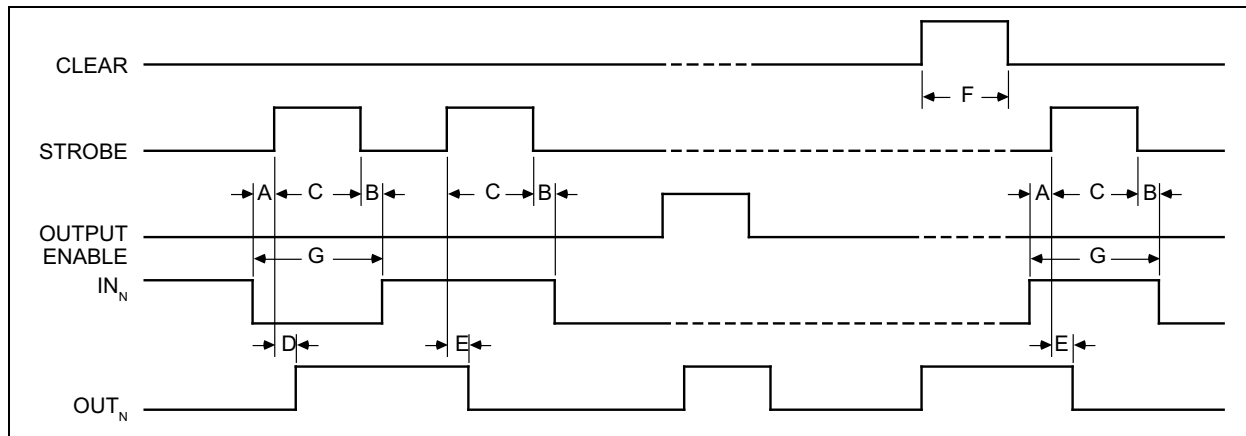 CLEAR
F
STROBE
A C B C B A C B
OUTPUT
ENABLE
G G
IN_N
D E E
OUT_N